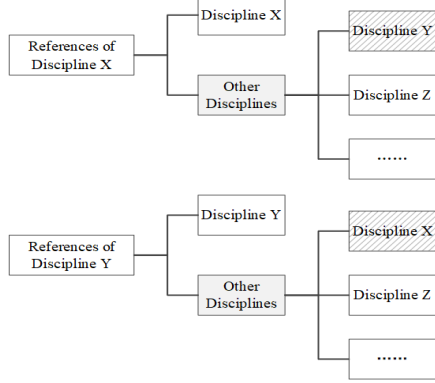 References of
Discipline X
Discipline X
Other
Disciplines
Discipline Y
Discipline Z
......
References of
Discipline Y
Discipline Y
Other
Disciplines
Discipline X
Discipline Z
......